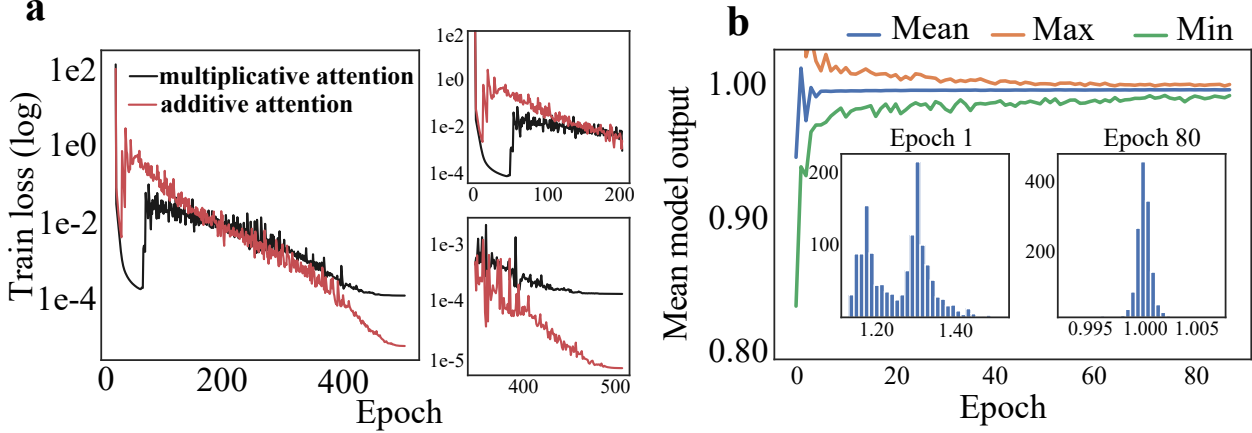 a
Train loss (log)
1e2
1e0
1e-2
1e-4
multiplicative attention
additive attention
0
200
400
Epoch
1e2
1e0
1e-2
1e-4
0
100
200
1e-3
1e-4
1e-5
400
500
b
Mean
Max
Min
Mean model output
1.00
0.90
0.80
0
20
40
60
80
Epoch
Epoch 1
200
100
1.20
1.40
Epoch 80
400
200
0.995
1.000
1.005